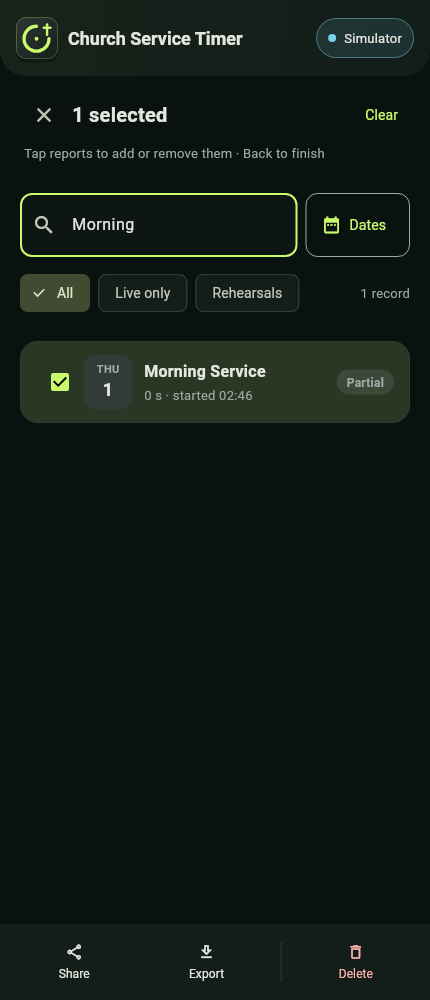 Church Service Timer
Simulator
1 selected
Clear
Tap reports to add or remove them · Back to finish
Morning
Dates
All
Live only
Rehearsals
1 record
THU
1
Morning Service
0 s · started 02:46
Partial
Share
Export
Delete